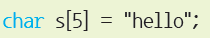 char s[5] = "hello";